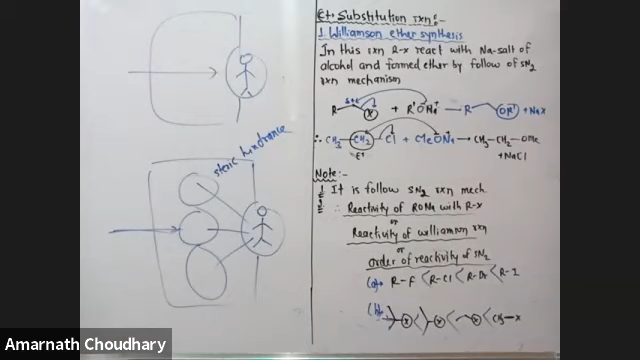 steric hindrance
C+ Substitution rxn:-
1 Williamson ether synthesis
In this rxn R-x react with Na-salt of
alcohol and formed ether by follow of SN2
rxn mechanism
R X + R'ONa → R OR' + Nax
∴ CH3-CH2-Cl + MeONa → CH3-CH2-OMe
+ NaCl
Note:-
1 It is follow SN2 rxn mech.
∴ Reactivity of RONa with R-X
or
Reactivity of williamson rxn
or
order of reactivity of SN2
(a)→ R-F < R-Cl < R-Br < R-I
(b)→ X < X < X < CH3-X
Amarnath Choudhary